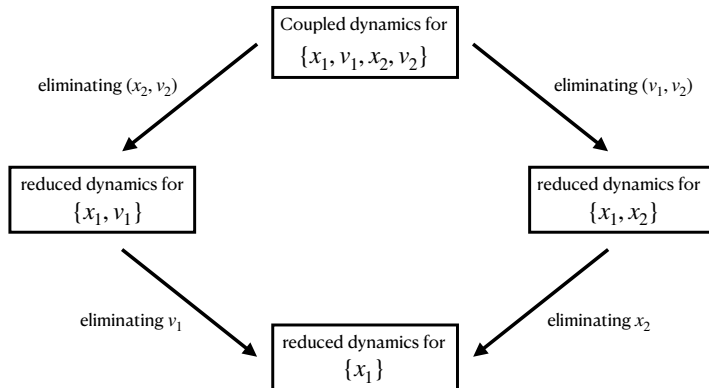 Coupled dynamics for
{x₁, v₁, x₂, v₂}
eliminating (x₂, v₂)
eliminating (v₁, v₂)
reduced dynamics for
{x₁, v₁}
reduced dynamics for
{x₁, x₂}
eliminating v₁
eliminating x₂
reduced dynamics for
{x₁}